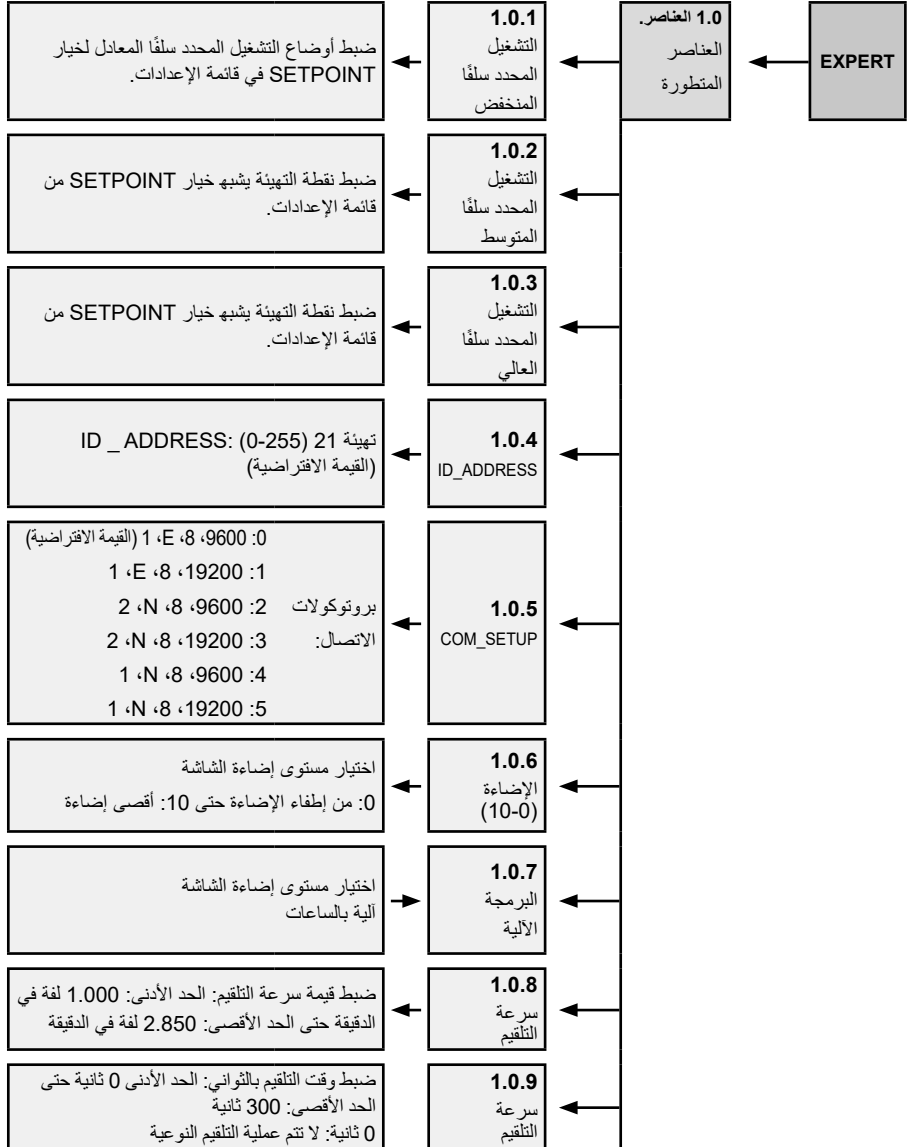 EXPERT
1.0 العناصر.
العناصر
المتطورة
1.0.1
التشغيل
المحدد سلفًا
المنخفض
ضبط أوضاع التشغيل المحدد سلفًا المعادل لخيار
SETPOINT في قائمة الإعدادات.
1.0.2
التشغيل
المحدد سلفًا
المتوسط
ضبط نقطة التهيئة يشبه خيار SETPOINT من
قائمة الإعدادات.
1.0.3
التشغيل
المحدد سلفًا
العالي
ضبط نقطة التهيئة يشبه خيار SETPOINT من
قائمة الإعدادات.
1.0.4
ID_ADDRESS
تهيئة ID _ ADDRESS: (0-255) 21
(القيمة الافتراضية)
1.0.5
COM_SETUP
بروتوكولات
الاتصال:
0: 9600، 8، E، 1 (القيمة الافتراضية)
1: 19200، 8، E، 1
2: 9600، 8، N، 2
3: 19200، 8، N، 2
4: 9600، 8، N، 1
5: 19200، 8، N، 1
1.0.6
الإضاءة
(0-10)
اختيار مستوى إضاءة الشاشة
0: من إطفاء الإضاءة حتى 10: أقصى إضاءة
1.0.7
البرمجة
الآلية
اختيار مستوى إضاءة الشاشة
آلية بالساعات
1.0.8
سرعة
التلقيم
ضبط قيمة سرعة التلقيم: الحد الأدنى: 1.000 لفة في
الدقيقة حتى الحد الأقصى: 2.850 لفة في الدقيقة
1.0.9
سرعة
التلقيم
ضبط وقت التلقيم بالثواني: الحد الأدنى 0 ثانية حتى
الحد الأقصى: 300 ثانية
0 ثانية: لا تتم عملية التلقيم النوعية